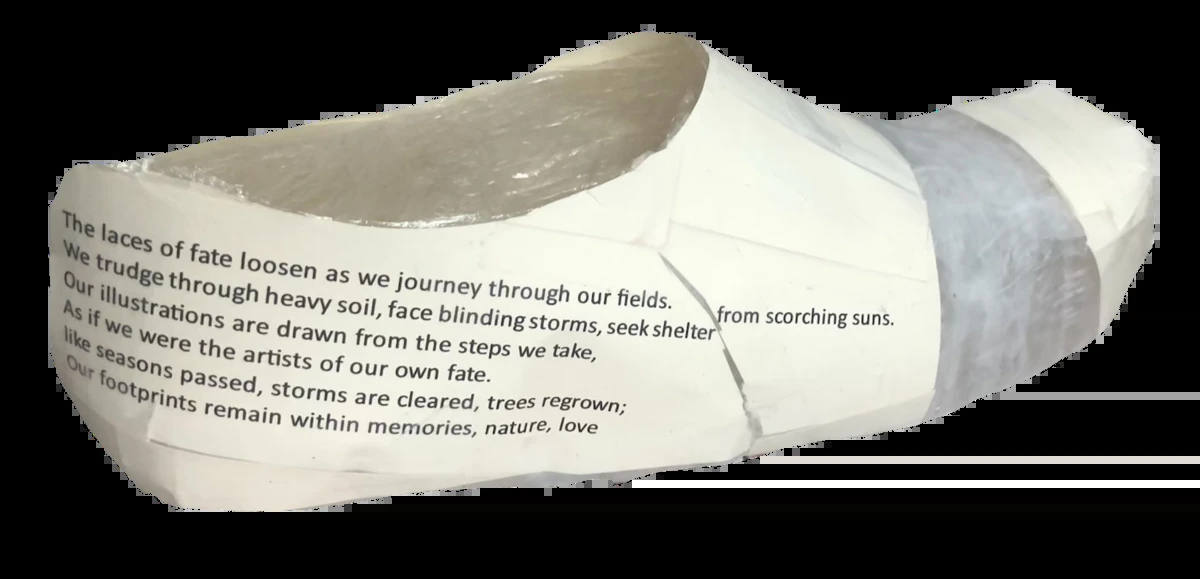 The laces of fate loosen as we journey through our fields.
We trudge through heavy soil, face blinding storms, seek shelter from scorching suns.
Our illustrations are drawn from the steps we take,
As if we were the artists of our own fate.
like seasons passed, storms are cleared, trees regrown;
Our footprints remain within memories, nature, love